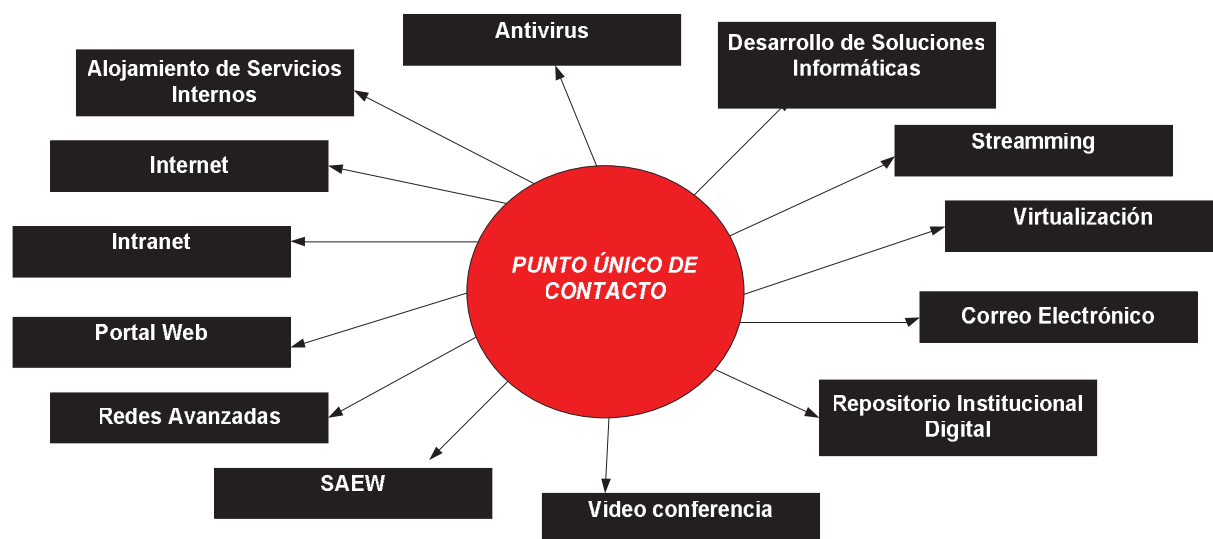 Antivirus
Desarrollo de Soluciones
Informáticas
Alojamiento de Servicios
Internos
Streamming
Internet
Virtualización
Intranet
PUNTO ÚNICO DE
CONTACTO
Correo Electrónico
Portal Web
Repositorio Institucional
Digital
Redes Avanzadas
SAEW
Video conferencia